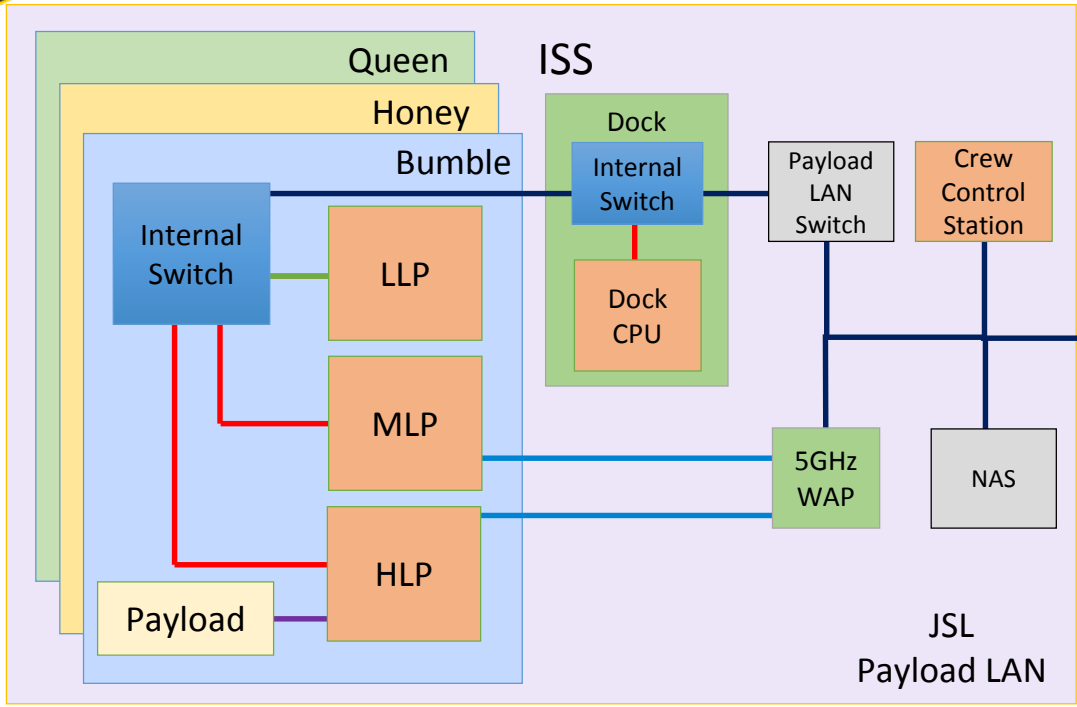 Queen
Honey
Bumble
Internal
Switch
LLP
MLP
HLP
Payload
ISS
Dock
Internal
Switch
Dock
CPU
Payload
LAN
Switch
Crew
Control
Station
5GHz
WAP
NAS
JSL
Payload LAN